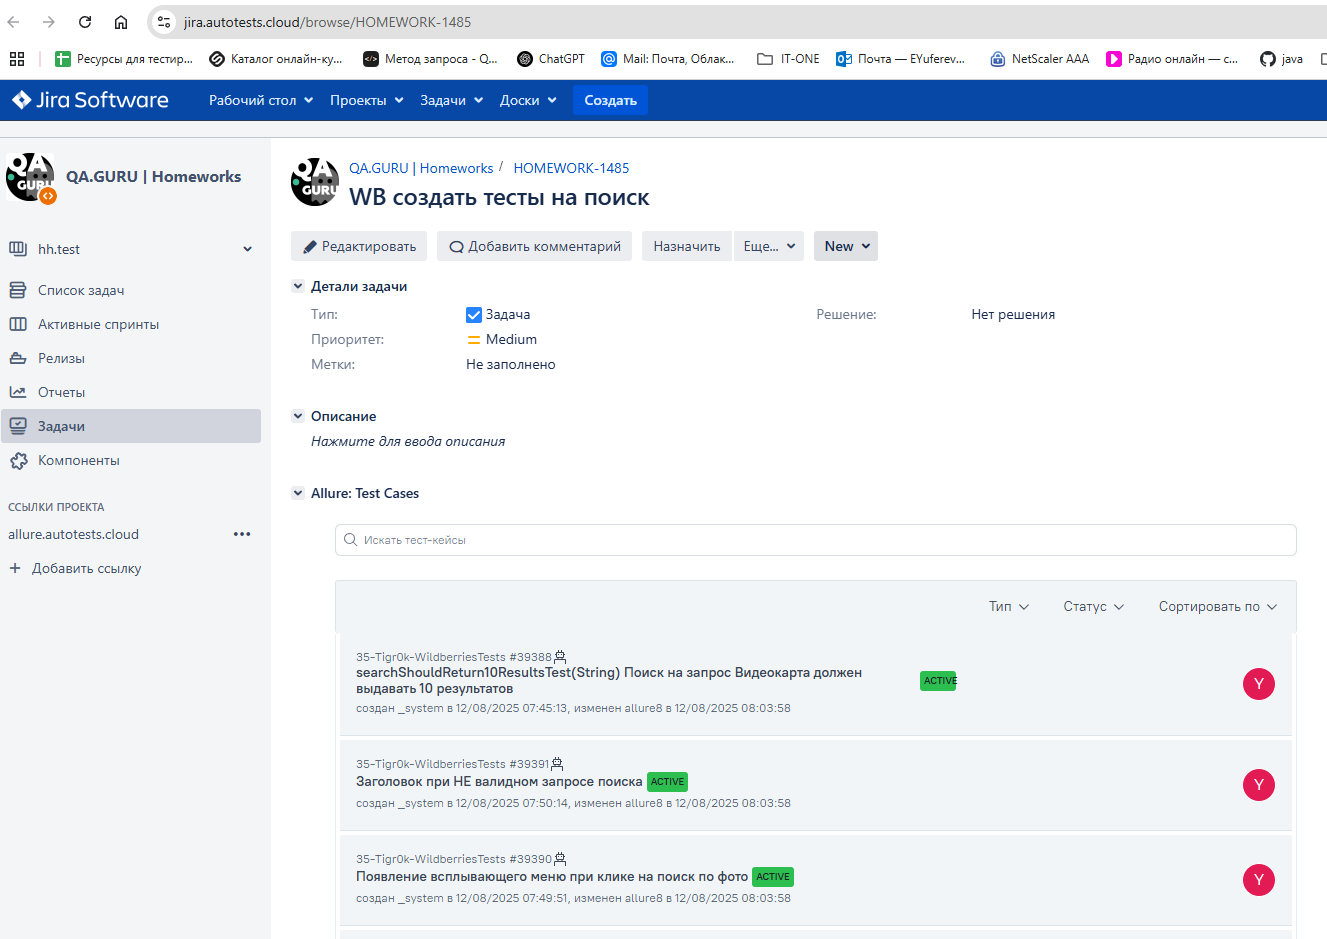 jira.autotests.cloud/browse/HOMEWORK-1485
Ресурсы для тестир... Каталог онлайн-ку... Метод запроса - Q... ChatGPT Mail: Почта, Облак... IT-ONE Почта — EYuferev... NetScaler AAA Радио онлайн — с... java
Jira Software Рабочий стол Проекты Задачи Доски Создать
QA.GURU | Homeworks
hh.test
Список задач
Активные спринты
Релизы
Отчеты
Задачи
Компоненты
ССЫЛКИ ПРОЕКТА
allure.autotests.cloud
Добавить ссылку
QA.GURU | Homeworks / HOMEWORK-1485
WB создать тесты на поиск
Редактировать Добавить комментарий Назначить Еще... New
Детали задачи
Тип: Задача Решение: Нет решения
Приоритет: Medium
Метки: Не заполнено
Описание
Нажмите для ввода описания
Allure: Test Cases
Искать тест-кейсы
Тип Статус Сортировать по
35-Tigr0k-WildberriesTests #39388
searchShouldReturn10ResultsTest(String) Поиск на запрос Видеокарта должен
выдавать 10 результатов
ACTIVE
Y
создан _system в 12/08/2025 07:45:13, изменен allure8 в 12/08/2025 08:03:58
35-Tigr0k-WildberriesTests #39391
Заголовок при НЕ валидном запросе поиска ACTIVE
Y
создан _system в 12/08/2025 07:50:14, изменен allure8 в 12/08/2025 08:03:58
35-Tigr0k-WildberriesTests #39390
Появление всплывающего меню при клике на поиск по фото ACTIVE
Y
создан _system в 12/08/2025 07:49:51, изменен allure8 в 12/08/2025 08:03:58